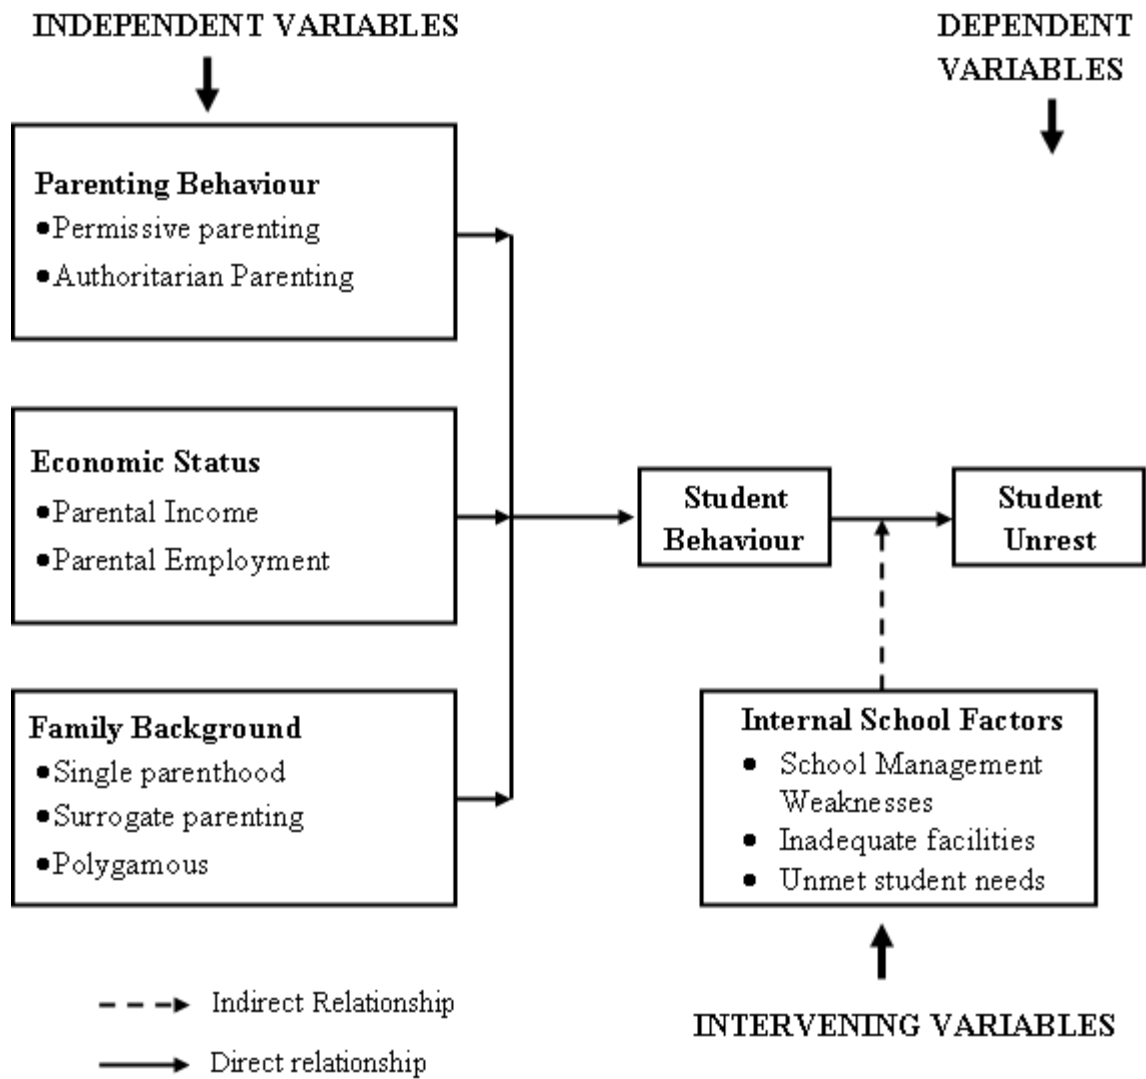 INDEPENDENT VARIABLES
DEPENDENT
VARIABLES
Parenting Behaviour
●Permissive parenting
●Authoritarian Parenting
Economic Status
●Parental Income
●Parental Employment
Student
Behaviour
Student
Unrest
Family Background
●Single parenthood
●Surrogate parenting
●Polygamous
Internal School Factors
● School Management
Weaknesses
● Inadequate facilities
● Unmet student needs
Indirect Relationship
Direct relationship
INTERVENING VARIABLES